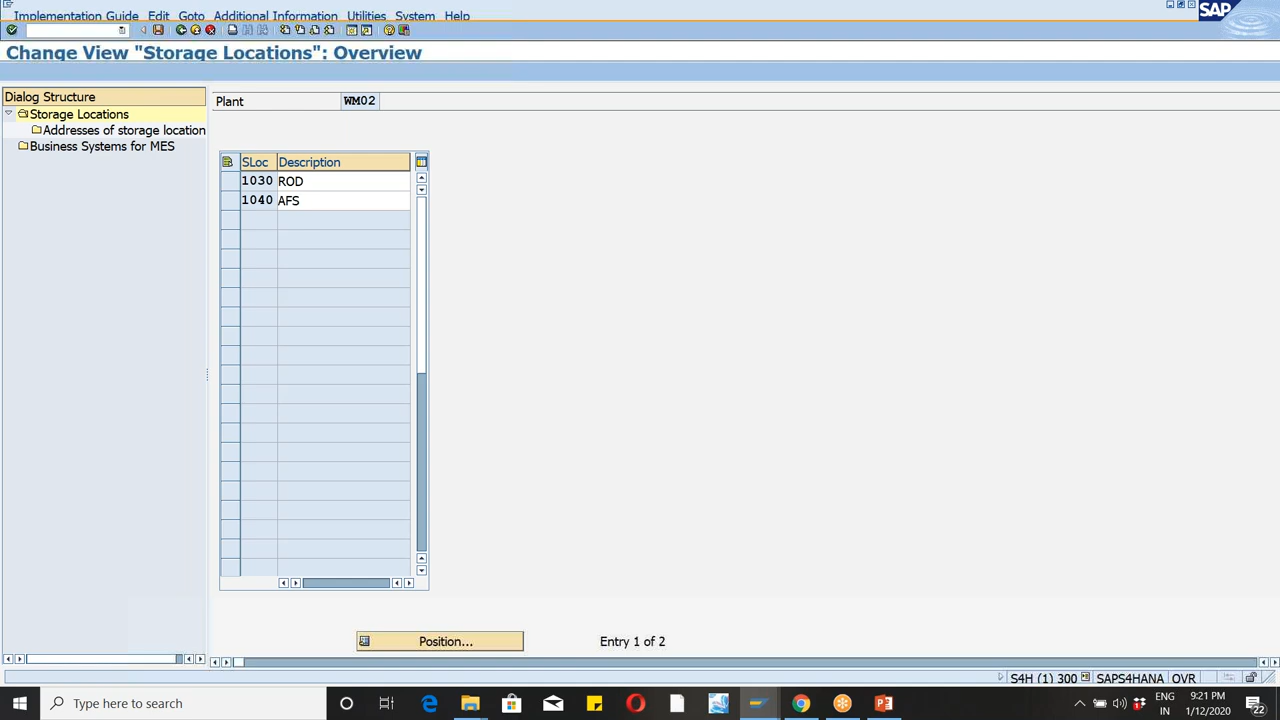 Implementation Guide Edit Goto Additional Information Utilities System Help
SAP
Change View "Storage Locations": Overview
Dialog Structure
Storage Locations
Addresses of storage location
Business Systems for MES
Plant WM02
SLoc Description
1030 ROD
1040 AFS
Position...
Entry 1 of 2
S4H (1) 300 SAPS4HANA OVR
Type here to search
ENG
IN
9:21 PM
1/12/2020
22